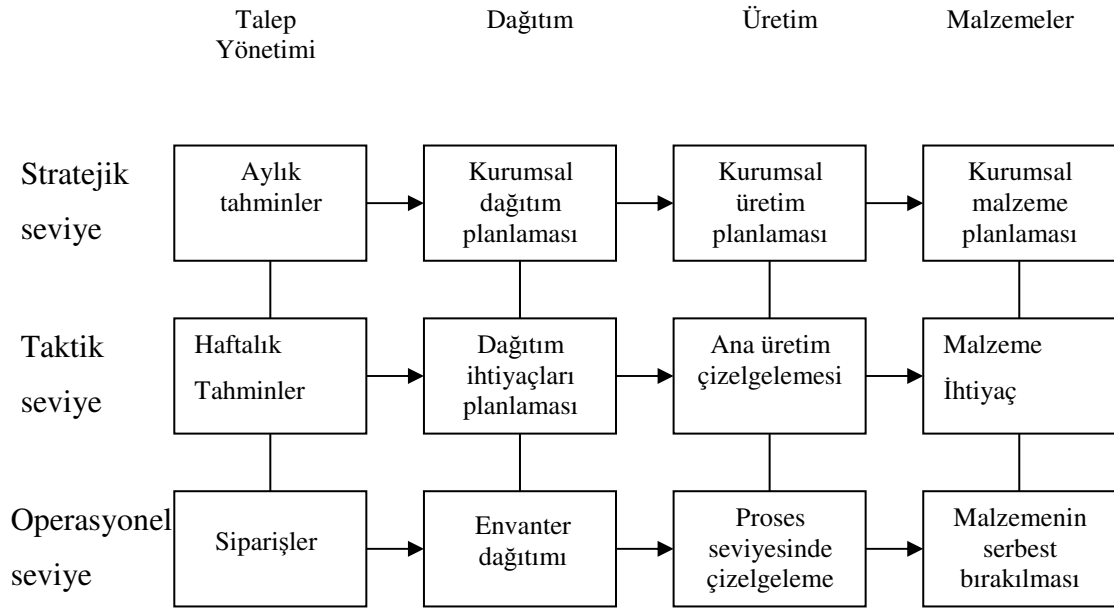 Talep
Yönetimi
Dağıtım
Üretim
Malzemeler
Stratejik
seviye
Aylık
tahminler
Kurumsal
dağıtım
planlaması
Kurumsal
üretim
planlaması
Kurumsal
malzeme
planlaması
Taktik
seviye
Haftalık
Tahminler
Dağıtım
ihtiyaçları
planlaması
Ana üretim
çizelgelemesi
Malzeme
İhtiyaç
Operasyonel
seviye
Siparişler
Envanter
dağıtımı
Proses
seviyesinde
çizelgeleme
Malzemenin
serbest
bırakılması